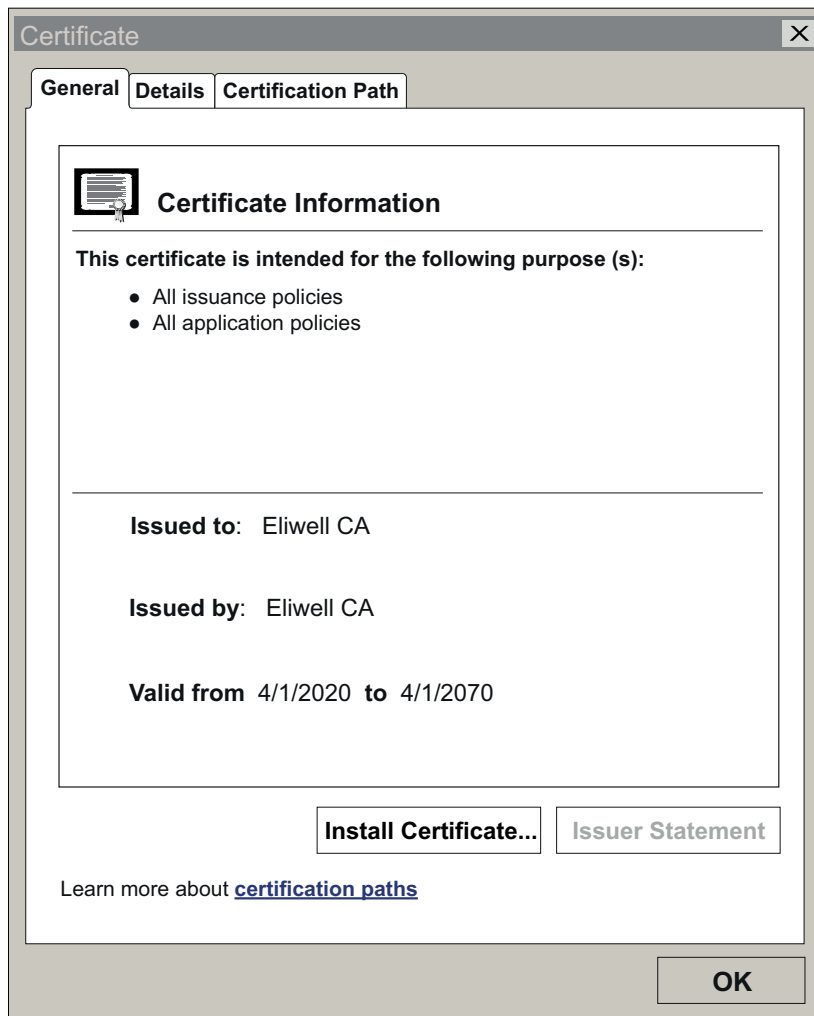 Certificate
General Details Certification Path
Certificate Information
This certificate is intended for the following purpose (s):
● All issuance policies
● All application policies
Issued to: Eliwell CA
Issued by: Eliwell CA
Valid from 4/1/2020 to 4/1/2070
Install Certificate... Issuer Statement
Learn more about certification paths
OK